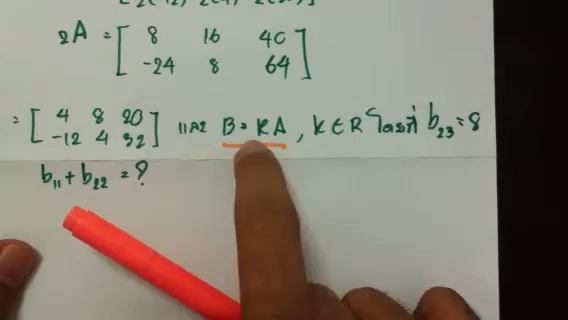 2A = [ 8 16 40
-24 8 64 ]
= [ 4 8 20
-12 4 32 ] และ B = KA , K ∈ R โดยที่ b₂₃ = 8
b₁₁ + b₂₂ = ?